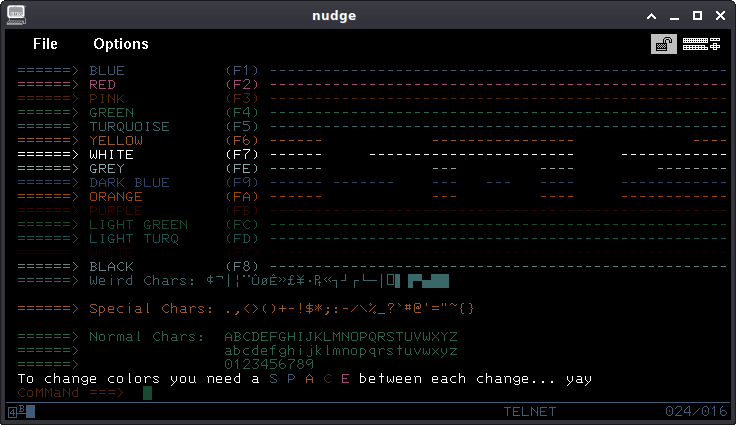 nudge
File Options
======> BLUE (F1) ---------------------------------------------------
======> RED (F2) ---------------------------------------------------
======> PINK (F3) ---------------------------------------------------
======> GREEN (F4) ---------------------------------------------------
======> TURQUOISE (F5) ---------------------------------------------------
======> YELLOW (F6) ------ ---------------- ----
======> WHITE (F7) ------ ----------------------- ------------
======> GREY (FE) --- ---
======> DARK BLUE (F9) ----- ------- --- --- ------
======> ORANGE (FA) ------ ---------------- ------------
======> PURPLE (FB) ---------------------------------------------------
======> LIGHT GREEN (FC) ---------------------------------------------------
======> LIGHT TURQ (FD) ---------------------------------------------------
======> BLACK (F8) ---------------------------------------------------
======> Weird Chars:
======> Special Chars: .,<>()+-!$*;:-/\%_?`#@'="~{}
======> Normal Chars: ABCDEFGHIJKLMNOPQRSTUVWXYZ
======> abcdefghijklmnopqrstuvwxyz
======> 0123456789
To change colors you need a S P A C E between each change... yay
CoMMaNd ===>
4 B TELNET 024/016